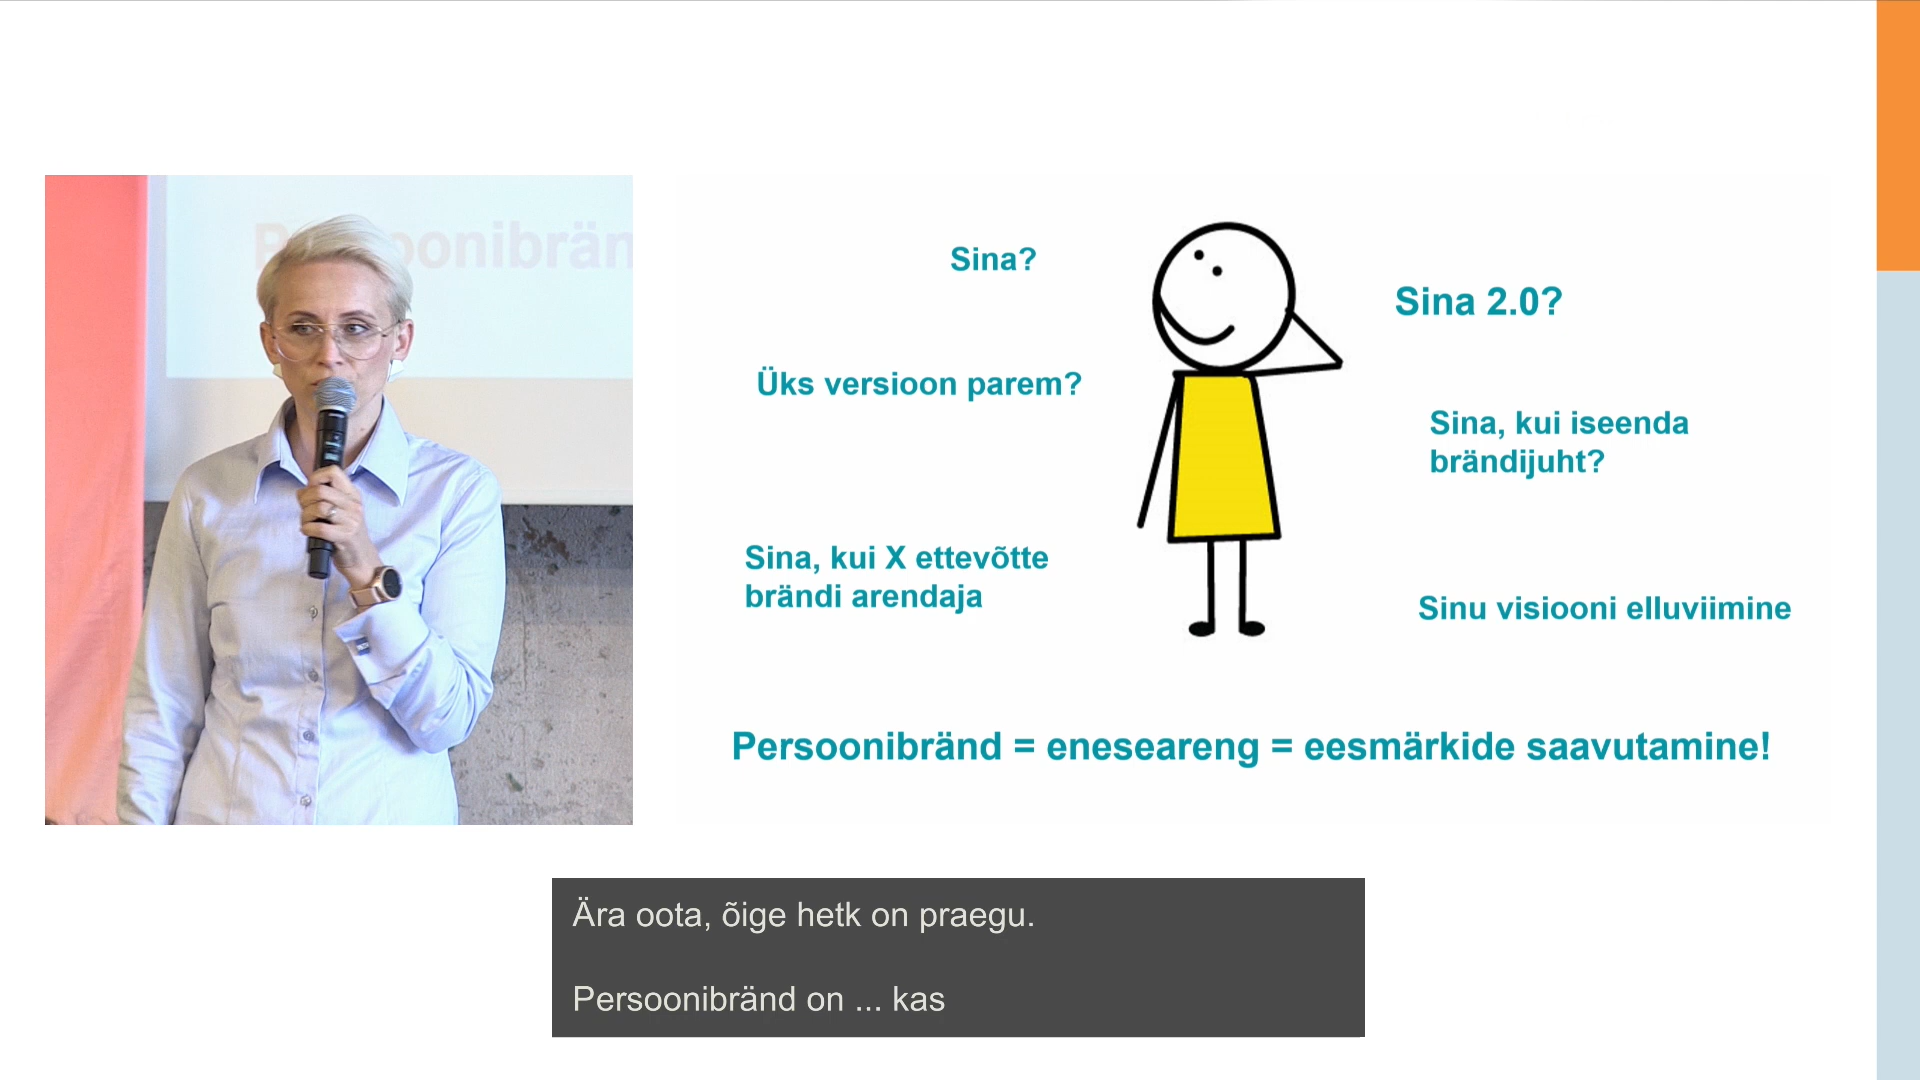 Persoonibrän
Sina?
Sina 2.0?
Üks versioon parem?
Sina, kui iseenda
brändijuht?
Sina, kui X ettevõtte
brändi arendaja
Sinu visiooni elluviimine
Persoonibränd = eneseareng = eesmärkide saavutamine!
Ära oota, õige hetk on praegu.
Persoonibränd on ... kas